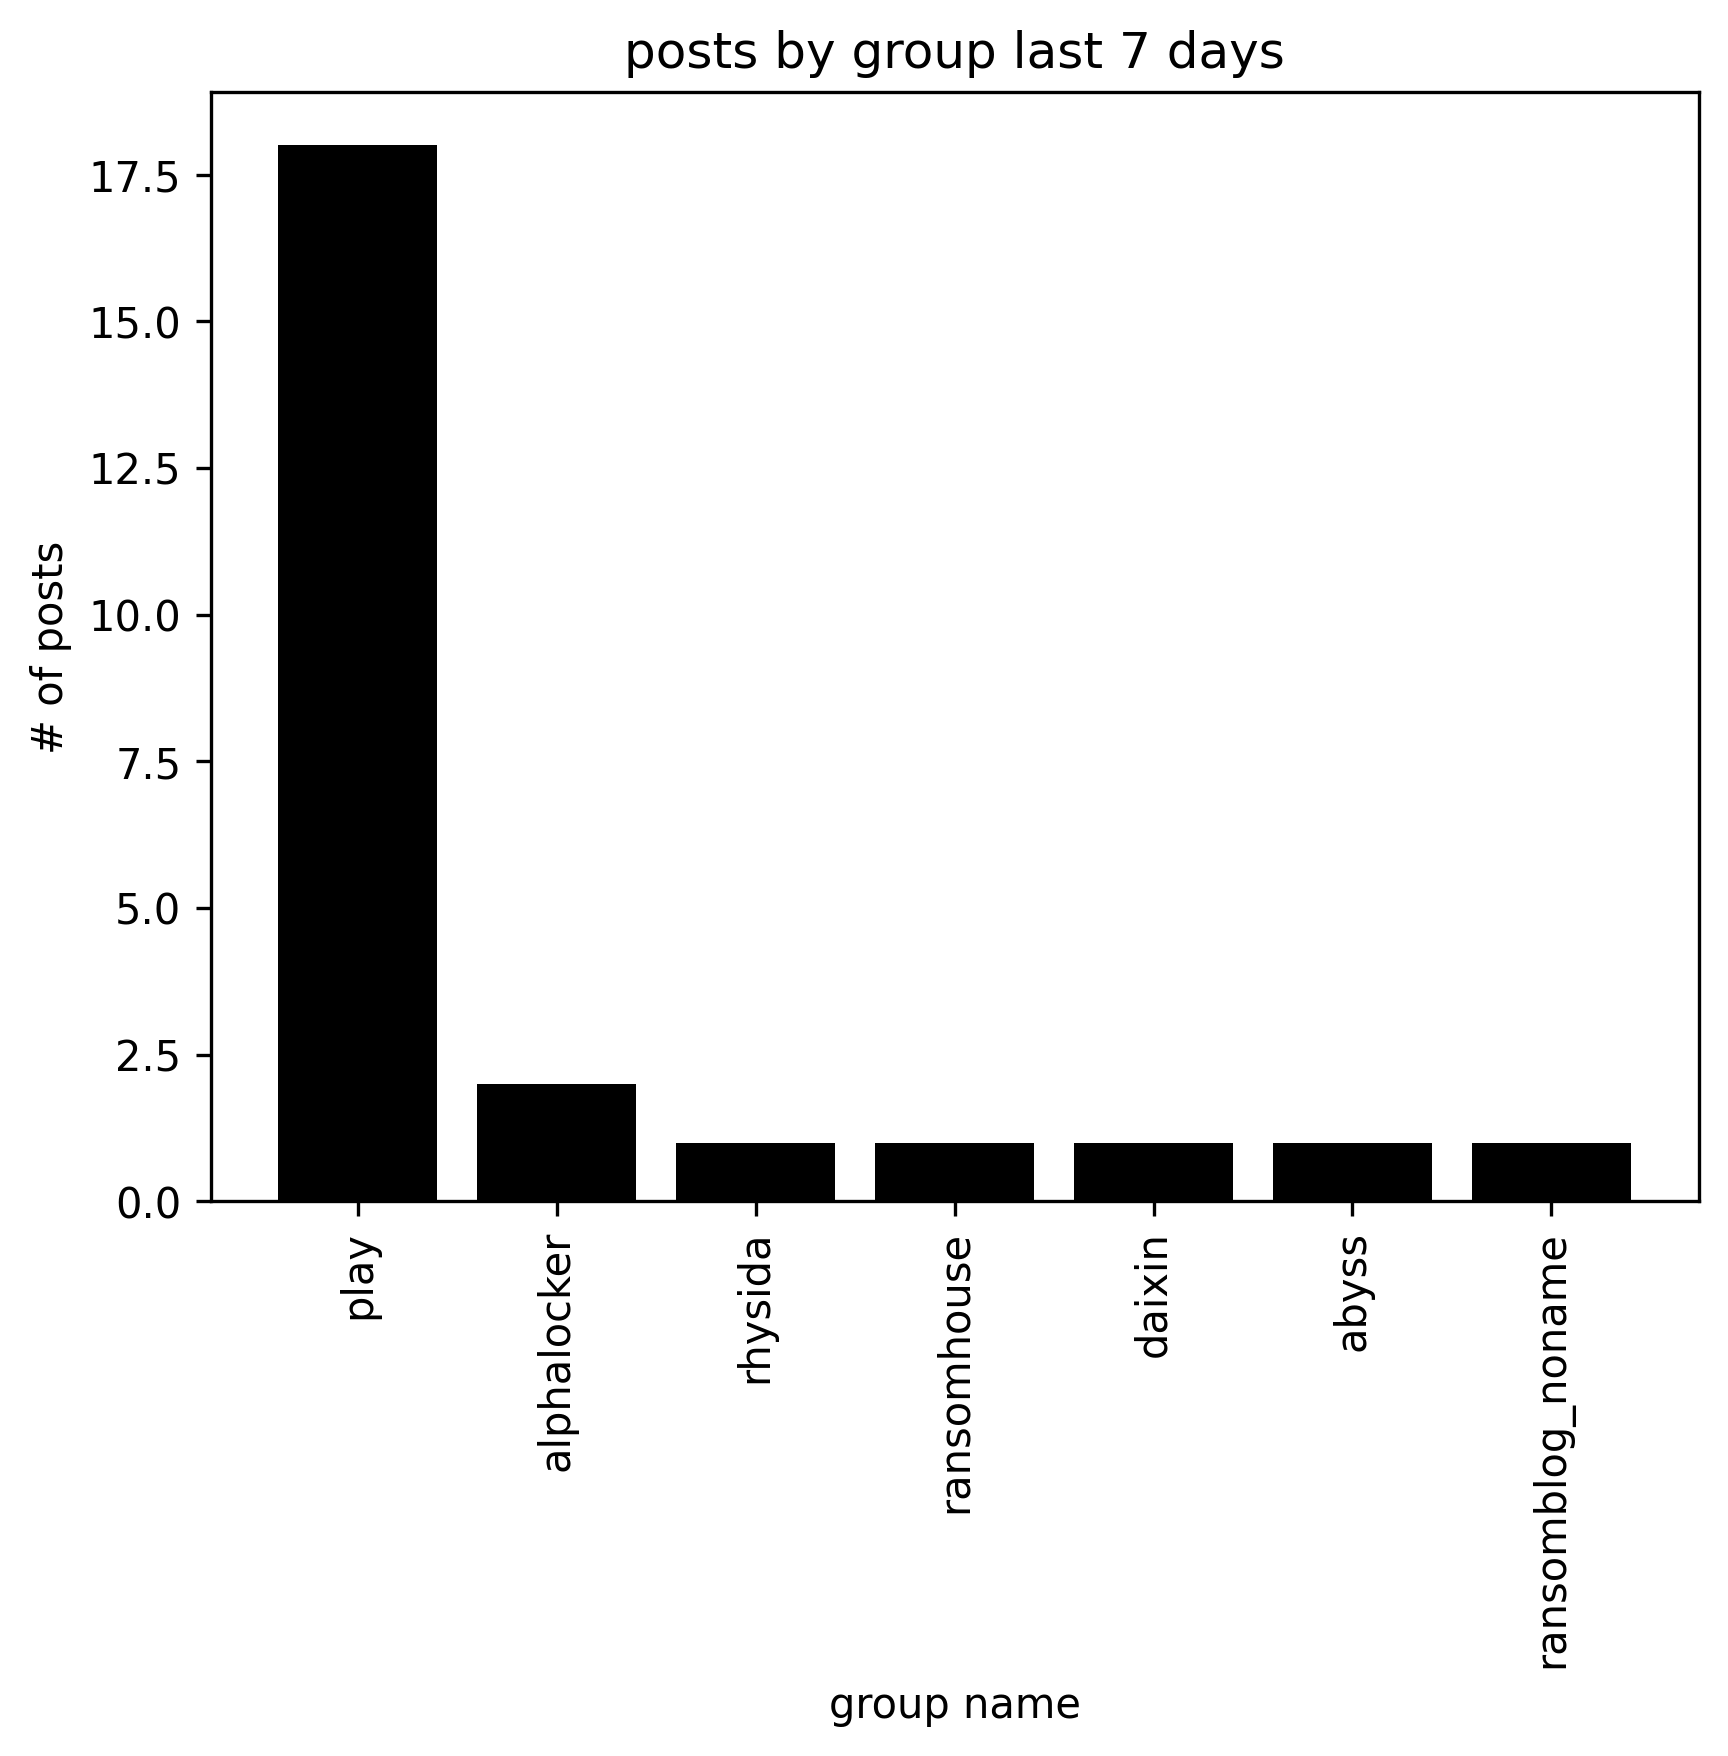 posts by group last 7 days
# of posts
17.5
15.0
12.5
10.0
7.5
5.0
2.5
0.0
play
alphalocker
rhysida
ransomhouse
daixin
abyss
ransomblog_noname
group name